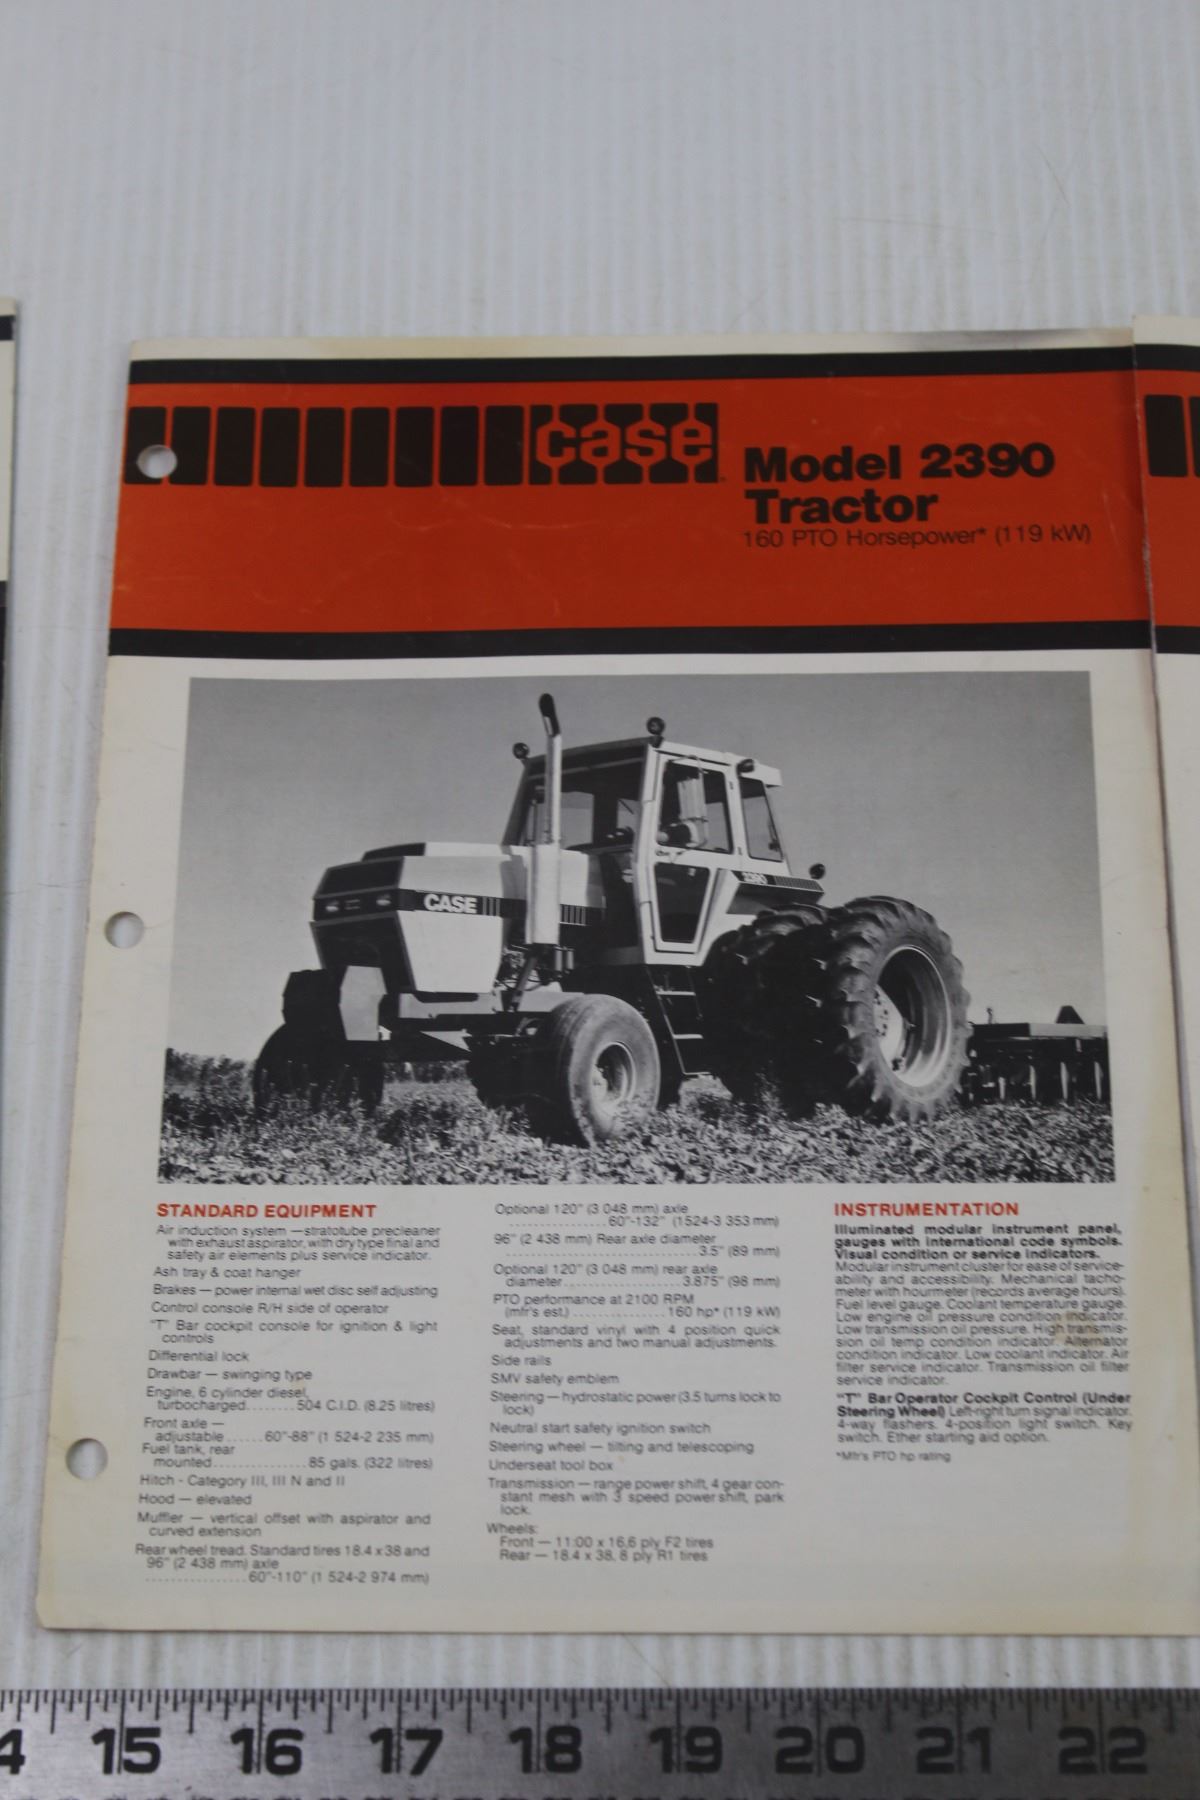 case
Model 2390
Tractor
160 PTO Horsepower* (119 kW)
CASE
2390
STANDARD EQUIPMENT
Air induction system — stratotube precleaner
with exhaust aspirator, with dry type final and
safety air elements plus service indicator.
Ash tray & coat hanger
Brakes — power internal wet disc self adjusting
Control console R/H side of operator
"T" Bar cockpit console for ignition & light
controls
Differential lock
Drawbar — swinging type
Engine, 6 cylinder diesel,
turbocharged........504 C.I.D. (8.25 litres)
Front axle —
adjustable......60"-88" (1 524-2 235 mm)
Fuel tank, rear
mounted...............85 gals. (322 litres)
Hitch - Category III, III N and II
Hood — elevated
Muffler — vertical offset with aspirator and
curved extension
Rear wheel tread. Standard tires 18.4 x 38 and
96" (2 438 mm) axle
................60"-110" (1 524-2 974 mm)
Optional 120" (3 048 mm) axle
................60"-132" (1524-3 353 mm)
96" (2 438 mm) Rear axle diameter
...............................3.5" (89 mm)
Optional 120" (3 048 mm) rear axle
diameter...................3.875" (98 mm)
PTO performance at 2100 RPM
(mfr's est.)...............160 hp* (119 kW)
Seat, standard vinyl with 4 position quick
adjustments and two manual adjustments.
Side rails
SMV safety emblem
Steering — hydrostatic power (3.5 turns lock to
lock)
Neutral start safety ignition switch
Steering wheel — tilting and telescoping
Underseat tool box
Transmission — range power shift, 4 gear con-
stant mesh with 3 speed power shift, park
lock.
Wheels:
Front — 11:00 x 16,6 ply F2 tires
Rear — 18.4 x 38, 8 ply R1 tires
INSTRUMENTATION
Illuminated modular instrument panel,
gauges with international code symbols.
Visual condition or service indicators.
Modular instrument cluster for ease of service-
ability and accessibility. Mechanical tacho-
meter with hourmeter (records average hours).
Fuel level gauge. Coolant temperature gauge.
Low engine oil pressure condition indicator.
Low transmission oil pressure. High transmis-
sion oil temp condition indicator. Alternator
condition indicator. Low coolant indicator. Air
filter service indicator. Transmission oil filter
service indicator.
"T" Bar Operator Cockpit Control (Under
Steering Wheel) Left-right turn signal indicator.
4-way flashers. 4-position light switch. Key
switch. Ether starting aid option.
*Mfr's PTO hp rating
4 15 16 17 18 19 20 21 22